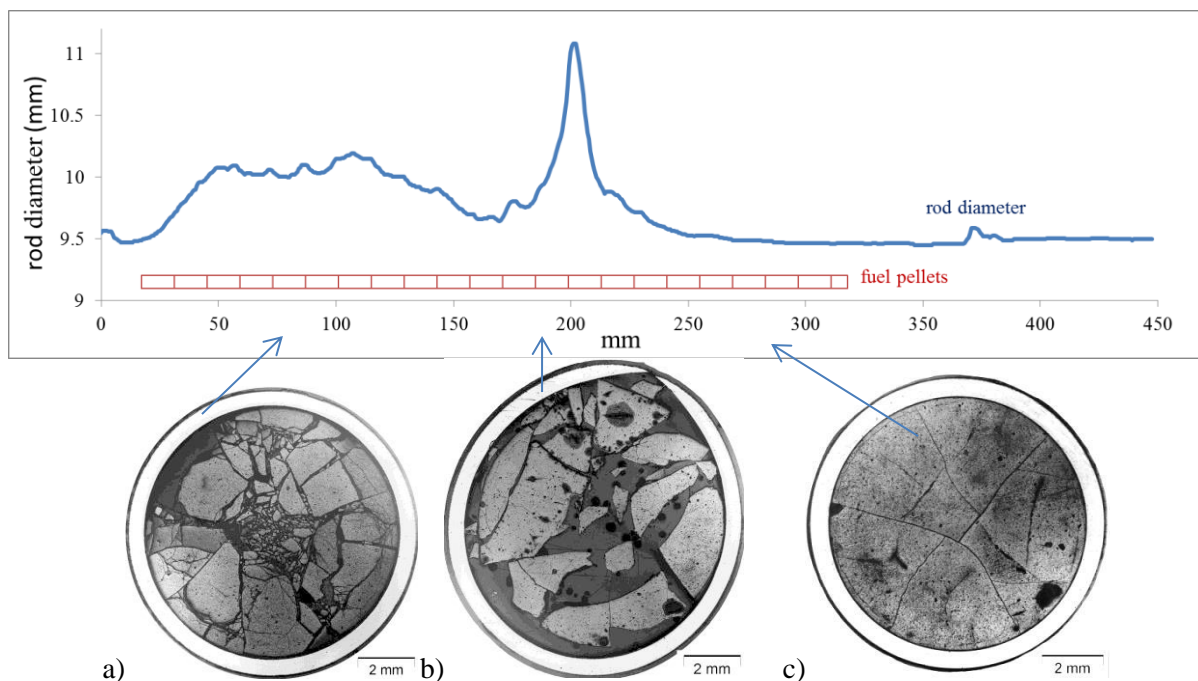 11
10.5
10
9.5
9
rod diameter (mm)
rod diameter
fuel pellets
0 50 100 150 200 250 300 350 400 450
mm
a) 2 mm b) 2 mm c) 2 mm